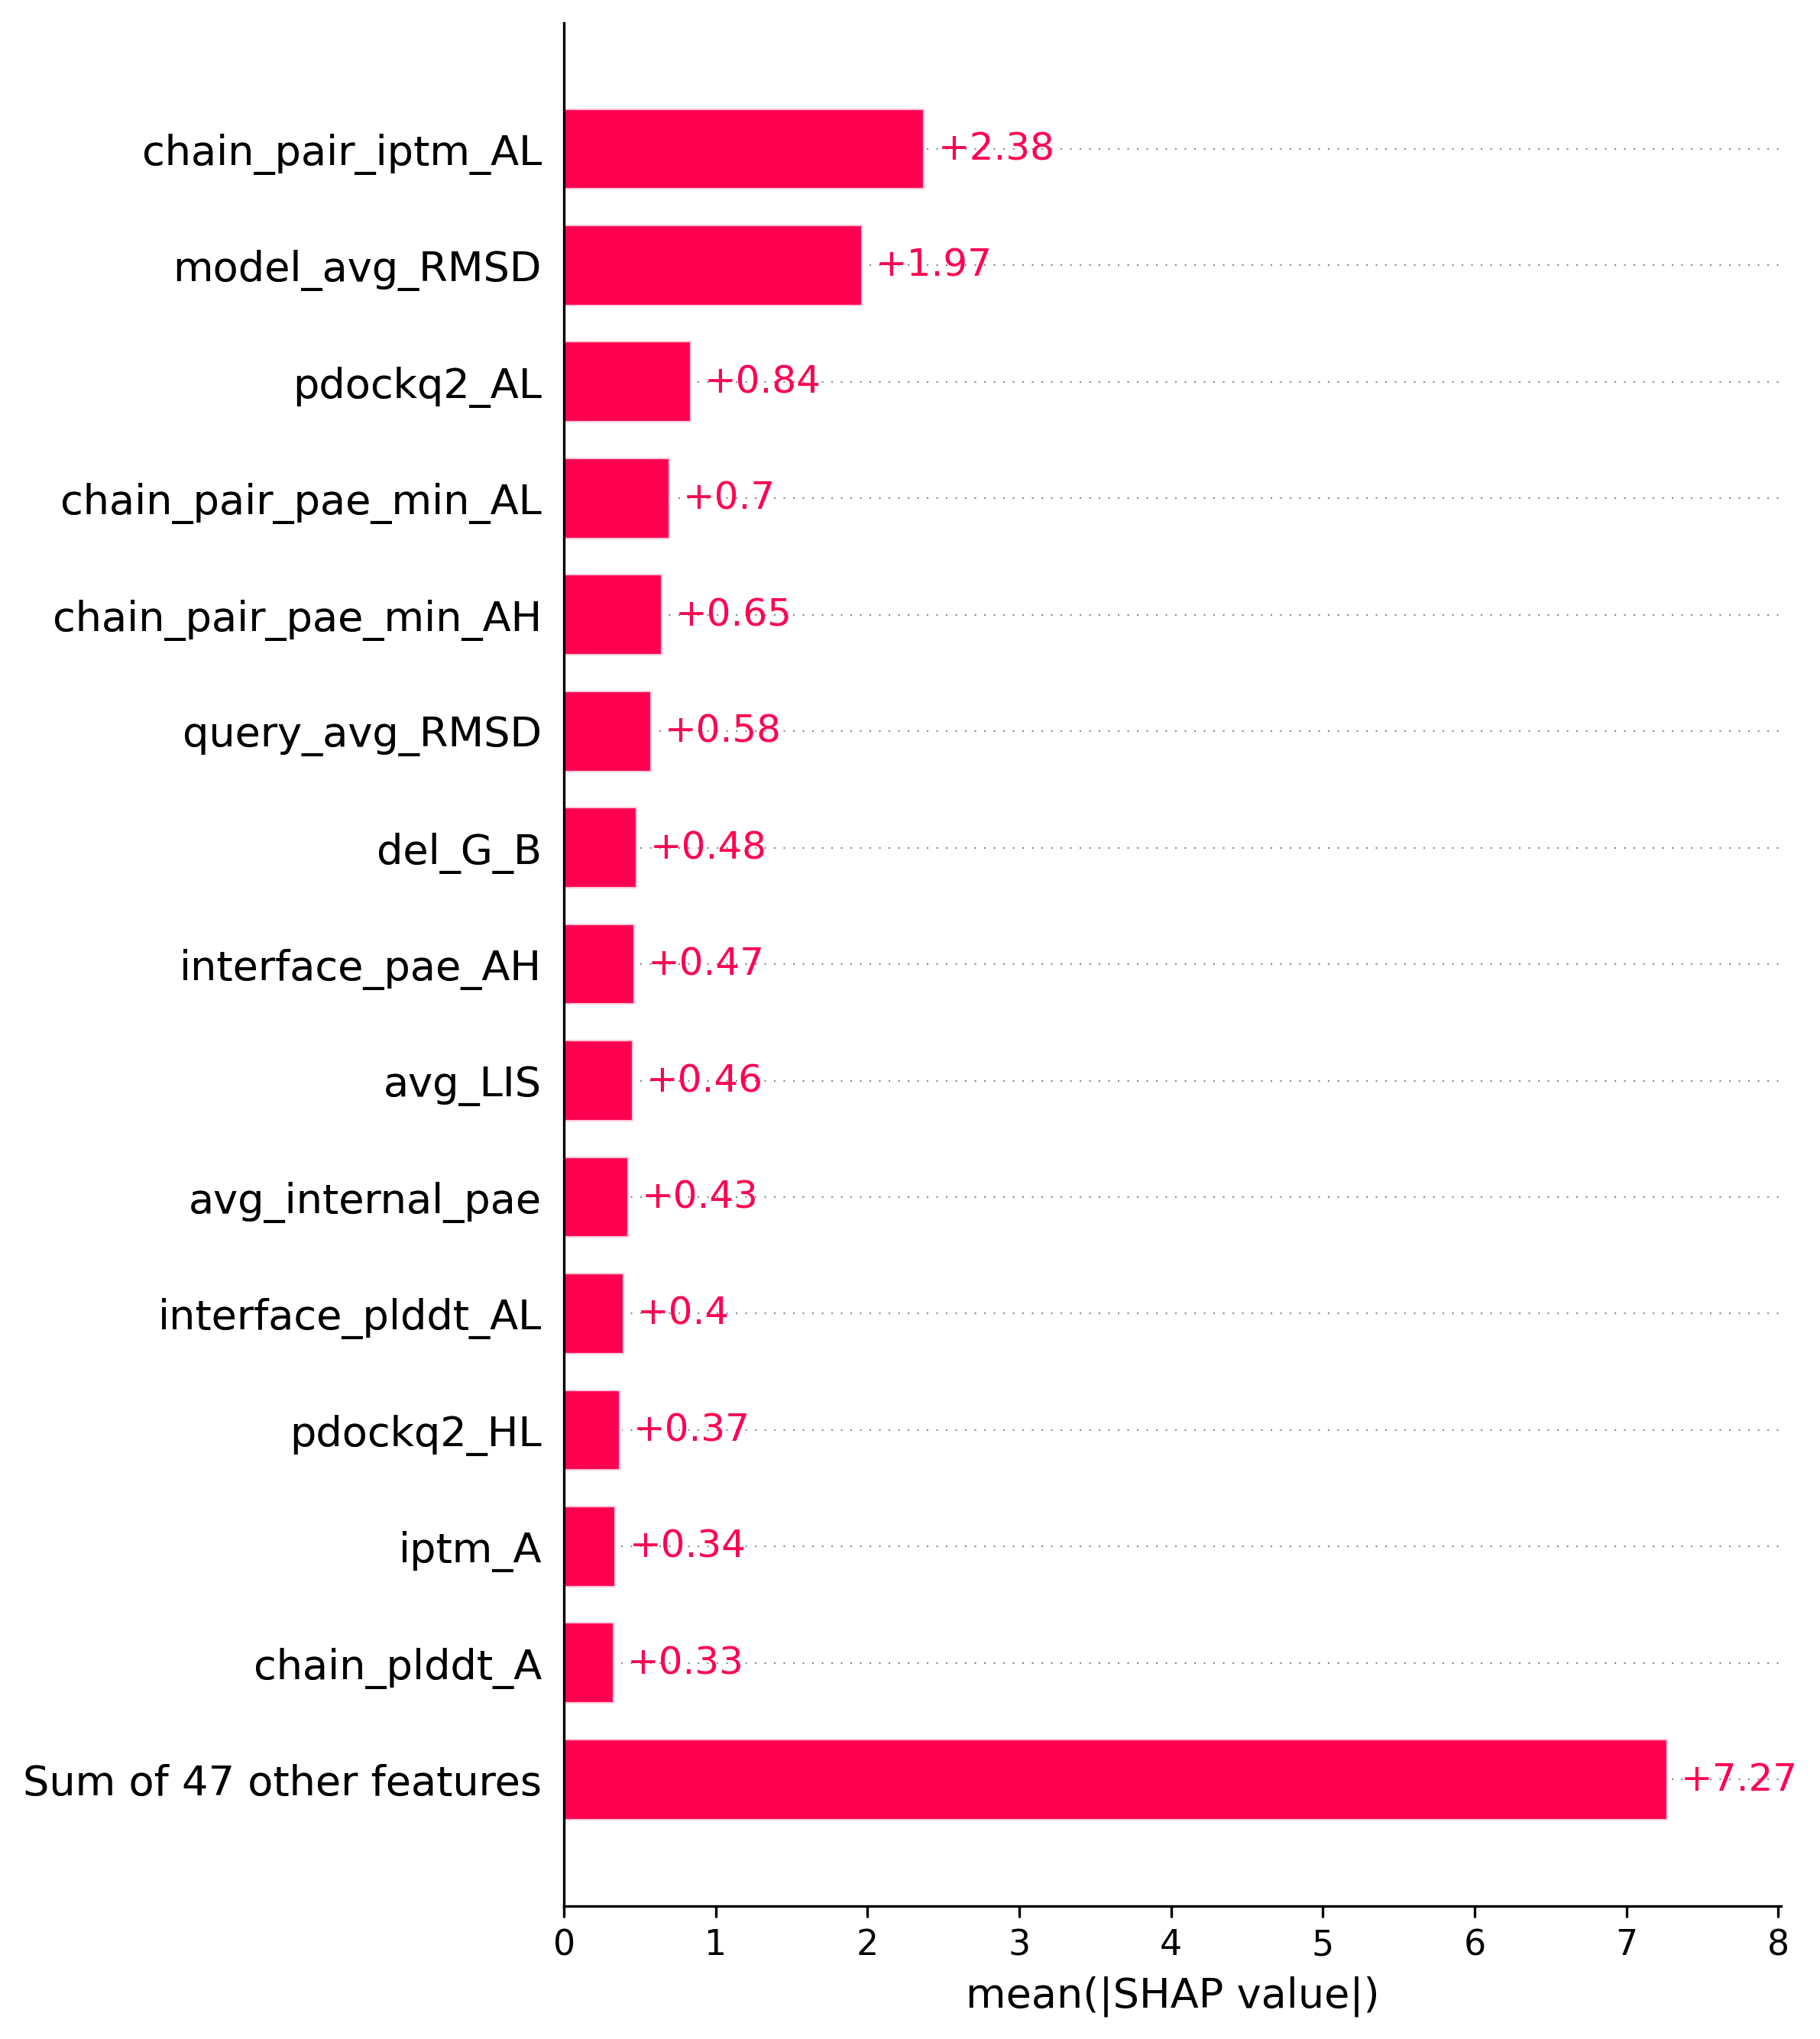 chain_pair_iptm_AL +2.38
model_avg_RMSD +1.97
pdockq2_AL +0.84
chain_pair_pae_min_AL +0.7
chain_pair_pae_min_AH +0.65
query_avg_RMSD +0.58
del_G_B +0.48
interface_pae_AH +0.47
avg_LIS +0.46
avg_internal_pae +0.43
interface_plddt_AL +0.4
pdockq2_HL +0.37
iptm_A +0.34
chain_plddt_A +0.33
Sum of 47 other features +7.27
0 1 2 3 4 5 6 7 8
mean(|SHAP value|)